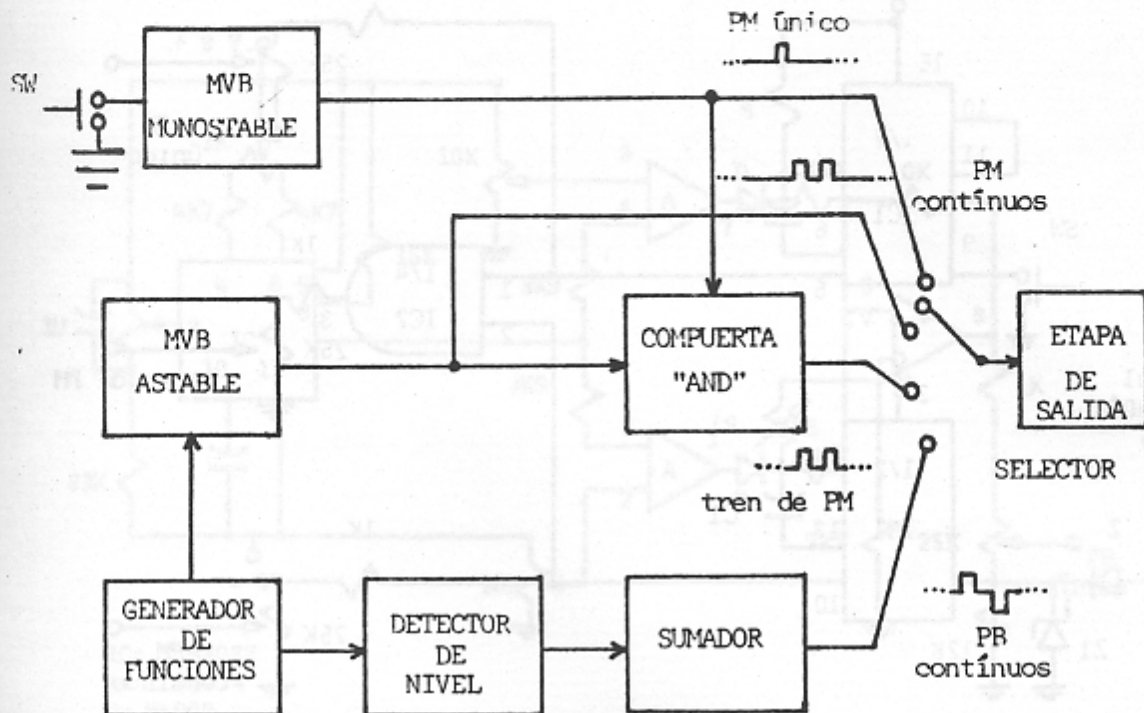 PM único
SW
MVB
MONOSTABLE
PM
contínuos
MVB
ASTABLE
COMPUERTA
"AND"
ETAPA
DE
SALIDA
SELECTOR
tren de PM
GENERADOR
DE
FUNCIONES
DETECTOR
DE
NIVEL
SUMADOR
PB
contínuos